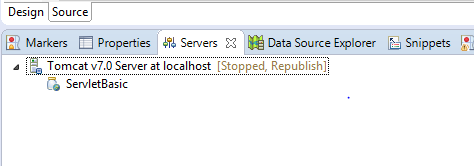 Design Source
Markers Properties Servers Data Source Explorer Snippets
Tomcat v7.0 Server at localhost [Stopped, Republish]
ServletBasic